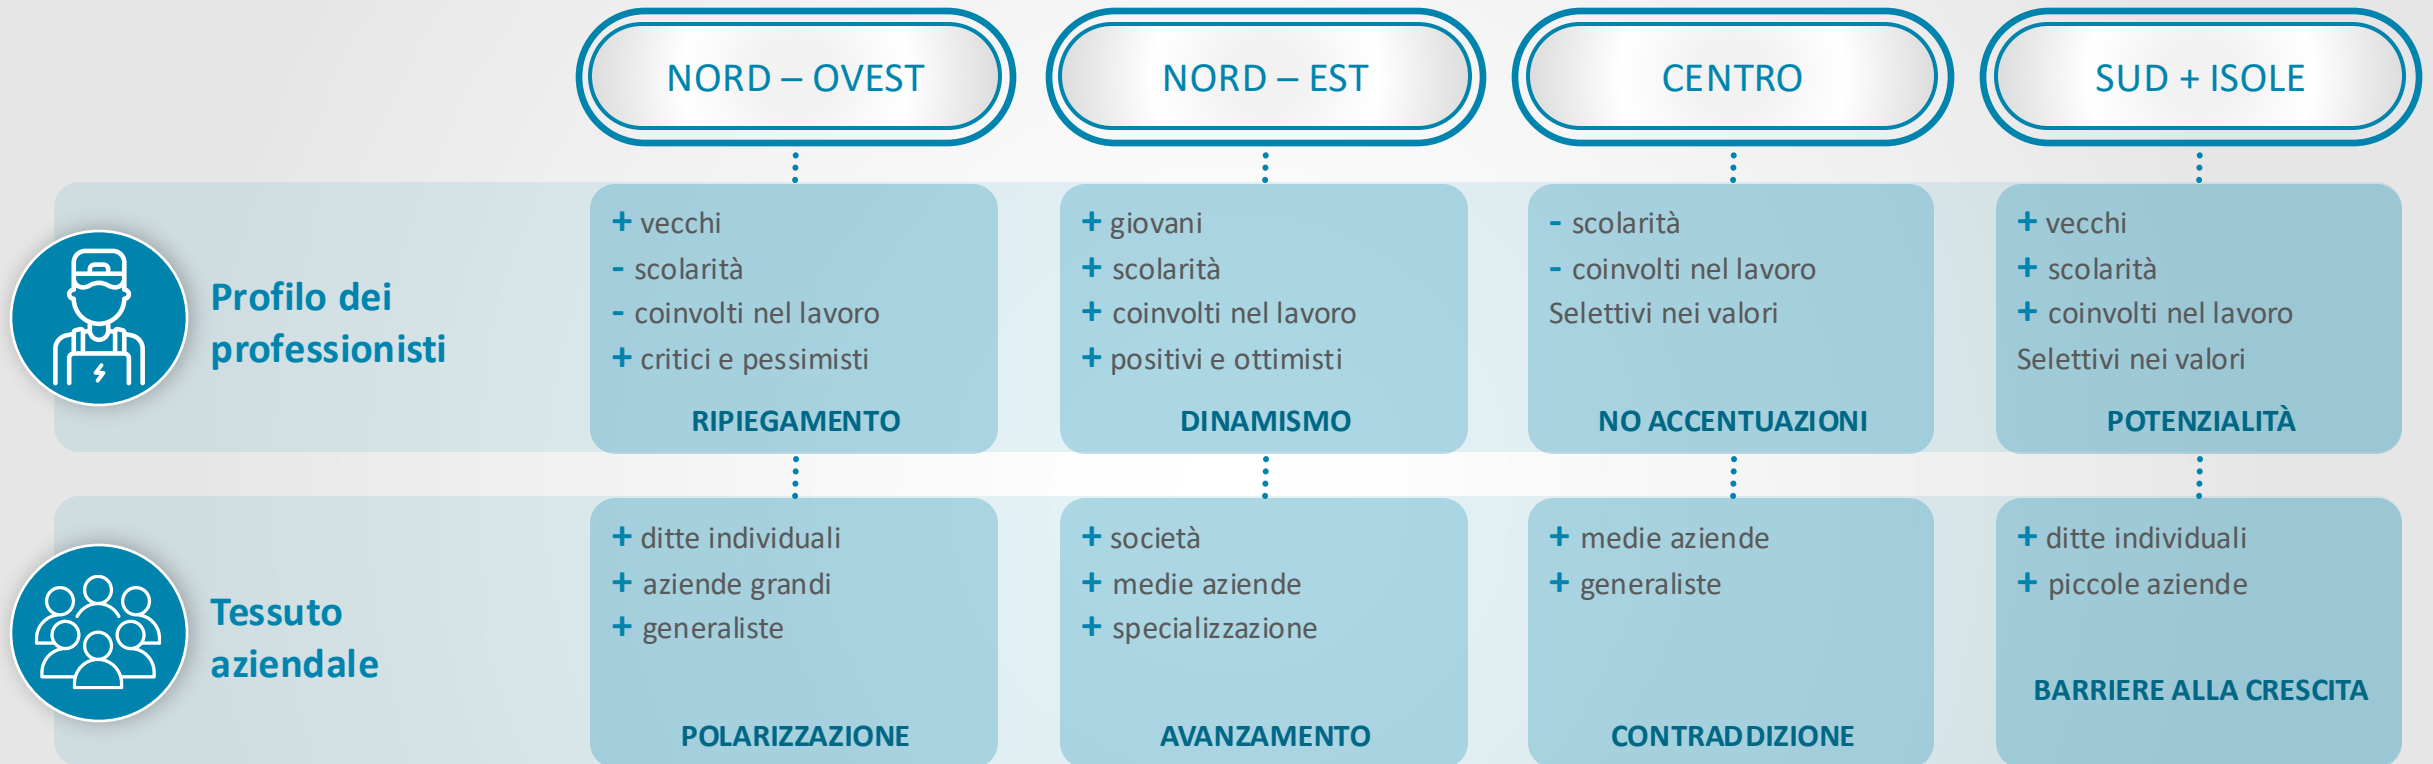 NORD – OVEST
NORD – EST
CENTRO
SUD + ISOLE
Profilo dei
professionisti
+ vecchi
- scolarità
- coinvolti nel lavoro
+ critici e pessimisti
RIPIEGAMENTO
+ giovani
+ scolarità
+ coinvolti nel lavoro
+ positivi e ottimisti
DINAMISMO
- scolarità
- coinvolti nel lavoro
Selettivi nei valori
NO ACCENTUAZIONI
+ vecchi
+ scolarità
+ coinvolti nel lavoro
Selettivi nei valori
POTENZIALITÀ
Tessuto
aziendale
+ ditte individuali
+ aziende grandi
+ generaliste
POLARIZZAZIONE
+ società
+ medie aziende
+ specializzazione
AVANZAMENTO
+ medie aziende
+ generaliste
CONTRADDIZIONE
+ ditte individuali
+ piccole aziende
BARRIERE ALLA CRESCITA